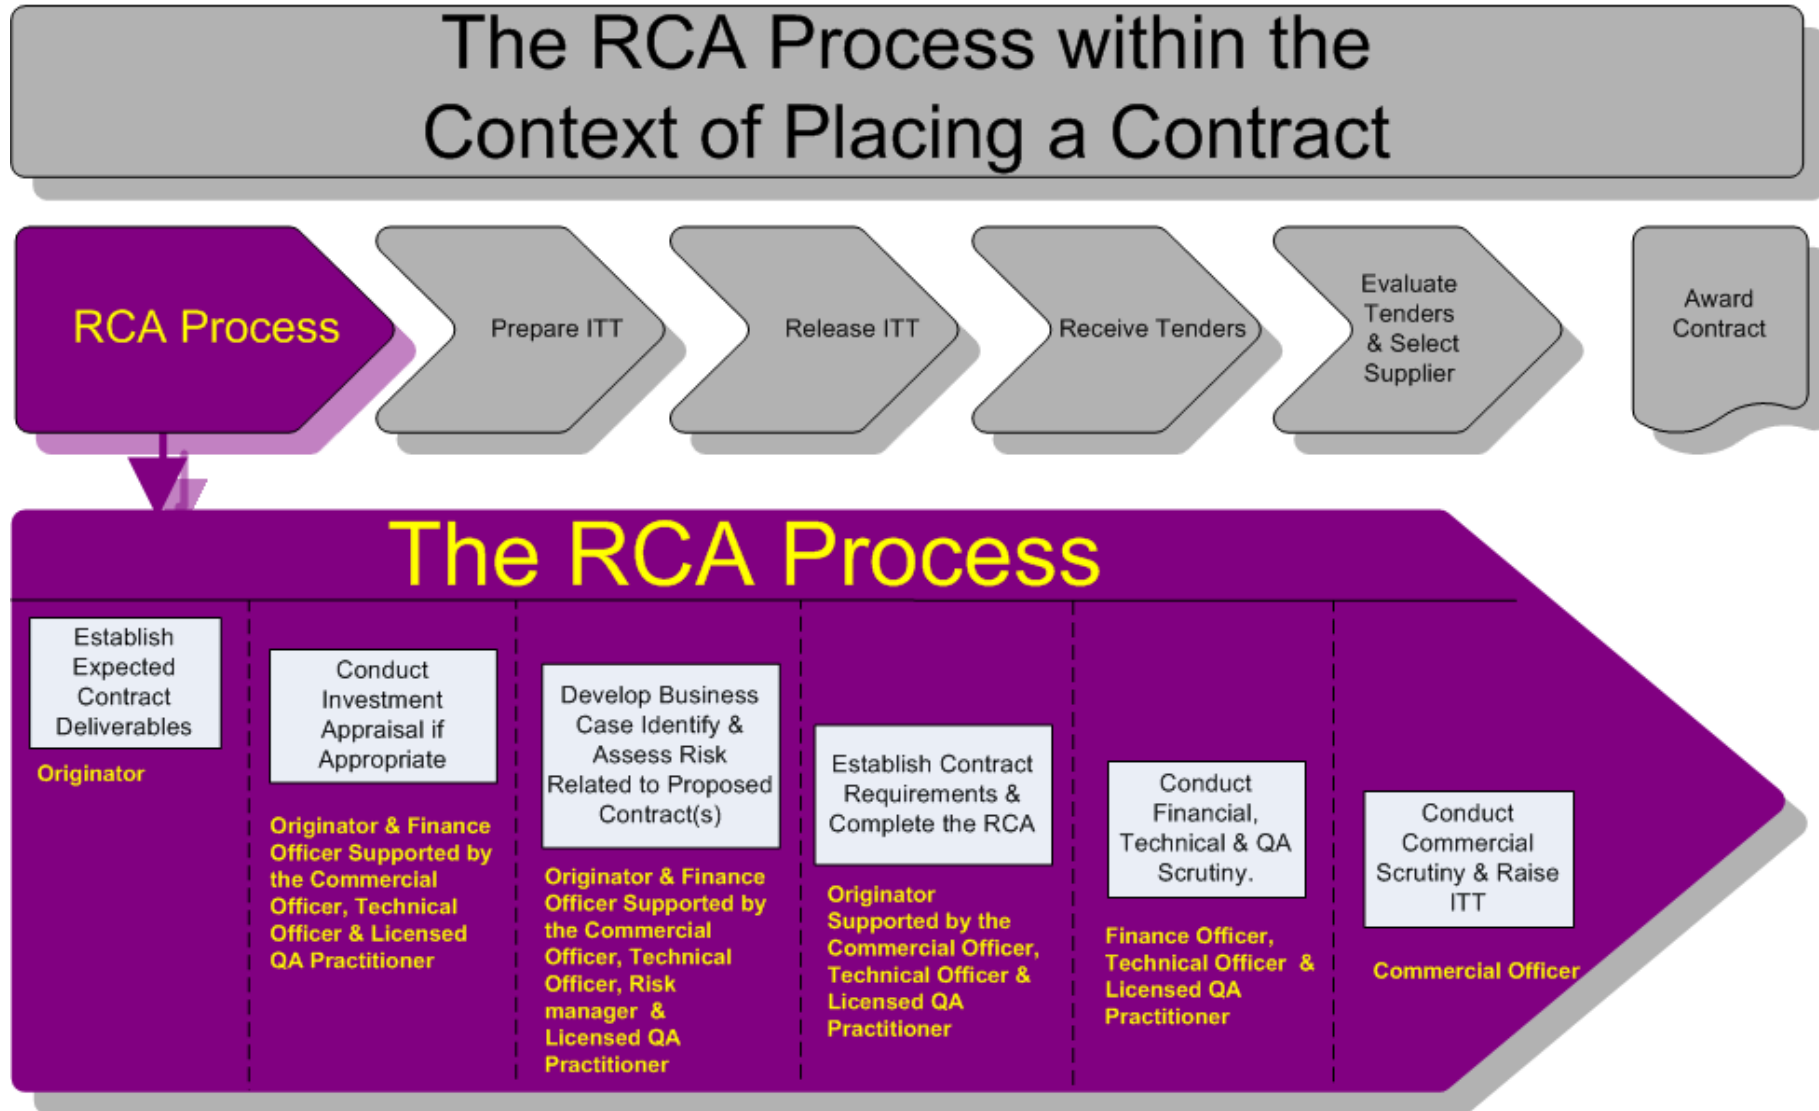 The RCA Process within the
Context of Placing a Contract
RCA Process
Prepare ITT
Release ITT
Receive Tenders
Evaluate
Tenders
& Select
Supplier
Award
Contract
The RCA Process
Establish
Expected
Contract
Deliverables
Originator
Conduct
Investment
Appraisal if
Appropriate
Originator & Finance
Officer Supported by
the Commercial
Officer, Technical
Officer & Licensed
QA Practitioner
Develop Business
Case Identify &
Assess Risk
Related to Proposed
Contract(s)
Originator & Finance
Officer Supported by
the Commercial
Officer, Technical
Officer, Risk
manager &
Licensed QA
Practitioner
Establish Contract
Requirements &
Complete the RCA
Originator
Supported by the
Commercial Officer,
Technical Officer &
Licensed QA
Practitioner
Conduct
Financial,
Technical & QA
Scrutiny.
Finance Officer,
Technical Officer &
Licensed QA
Practitioner
Conduct
Commercial
Scrutiny & Raise
ITT
Commercial Officer